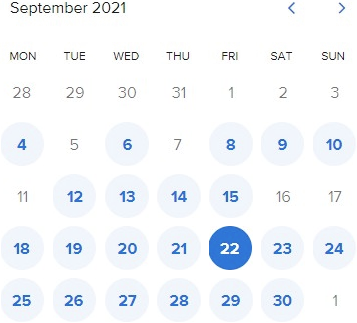 September 2021
MON TUE WED THU FRI SAT SUN
28 29 30 31 1 2 3
4 5 6 7 8 9 10
11 12 13 14 15 16 17
18 19 20 21 22 23 24
25 26 27 28 29 30 1